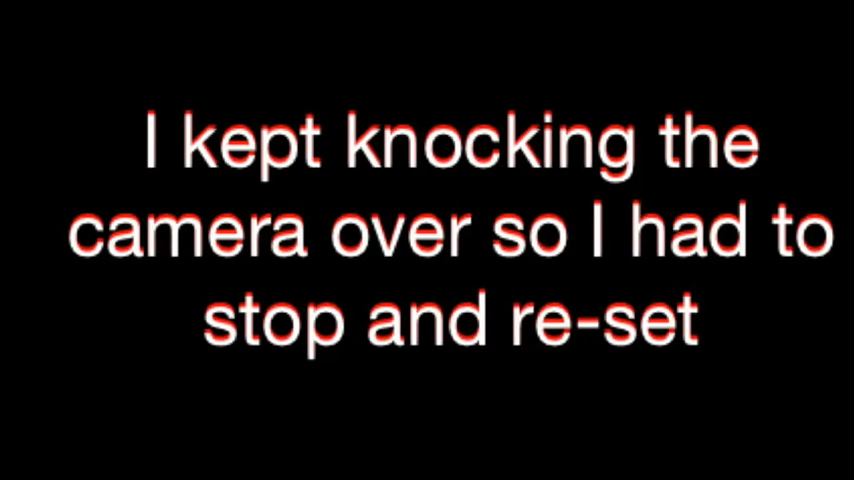 I kept knocking the
camera over so I had to
stop and re-set